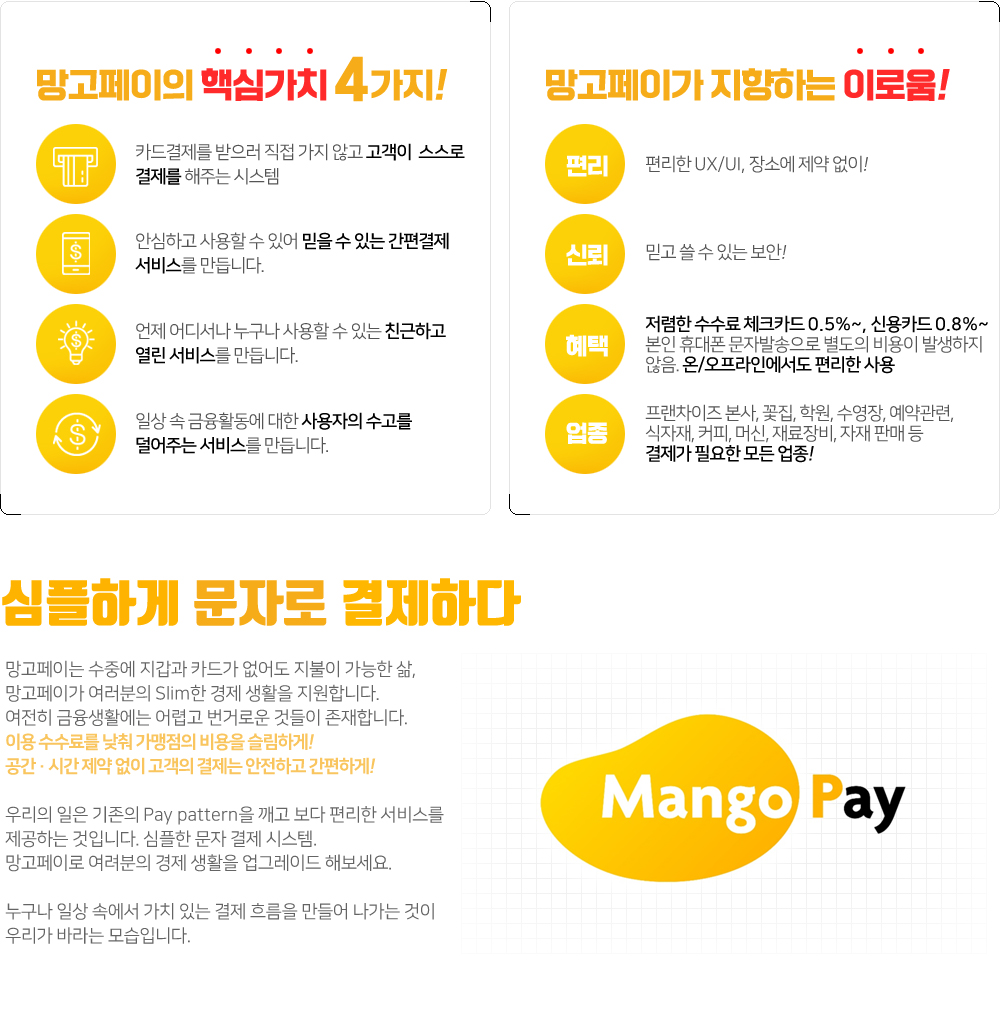 망고페이의 핵심가치 4가지!
카드결제를 받으러 직접 가지 않고 고객이 스스로
결제를 해주는 시스템
안심하고 사용할 수 있어 믿을 수 있는 간편결제
서비스를 만듭니다.
언제 어디서나 누구나 사용할 수 있는 친근하고
열린 서비스를 만듭니다.
일상 속 금융활동에 대한 사용자의 수고를
덜어주는 서비스를 만듭니다.
망고페이가 지향하는 이로움!
편리
편리한 UX/UI, 장소에 제약 없이!
신뢰
믿고 쓸 수 있는 보안!
혜택
저렴한 수수료 체크카드 0.5%~, 신용카드 0.8%~
본인 휴대폰 문자발송으로 별도의 비용이 발생하지
않음. 온/오프라인에서도 편리한 사용
업종
프랜차이즈 본사, 꽃집, 학원, 수영장, 예약관련,
식자재, 커피, 머신, 재료장비, 자재 판매 등
결제가 필요한 모든 업종!
심플하게 문자로 결제하다
망고페이는 수중에 지갑과 카드가 없어도 지불이 가능한 삶,
망고페이가 여러분의 Slim한 경제 생활을 지원합니다.
여전히 금융생활에는 어렵고 번거로운 것들이 존재합니다.
이용 수수료를 낮춰 가맹점의 비용을 슬림하게!
공간 · 시간 제약 없이 고객의 결제는 안전하고 간편하게!
우리의 일은 기존의 Pay pattern을 깨고 보다 편리한 서비스를
제공하는 것입니다. 심플한 문자 결제 시스템.
망고페이로 여려분의 경제 생활을 업그레이드 해보세요.
누구나 일상 속에서 가치 있는 결제 흐름을 만들어 나가는 것이
우리가 바라는 모습입니다.
Mango Pay